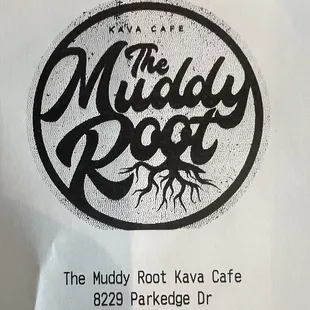 KAVA CAFE
The
Muddy
Root
The Muddy Root Kava Cafe
8229 Parkedge Dr